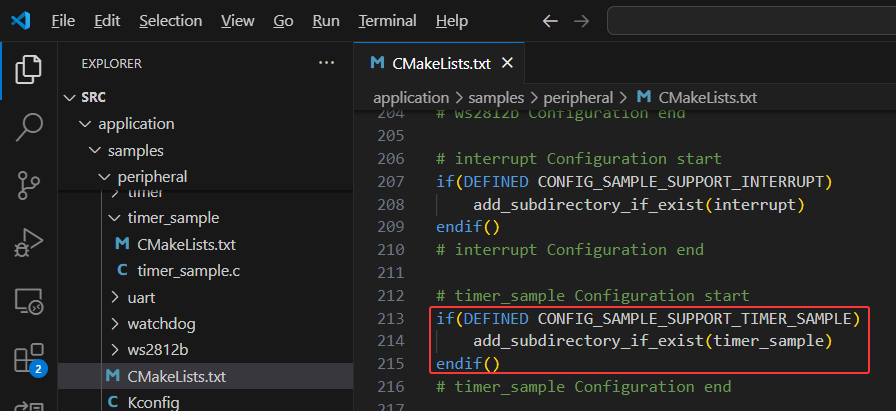 File Edit Selection View Go Run Terminal Help
EXPLORER
SRC
application
samples
peripheral
timer
timer_sample
CMakeLists.txt
timer_sample.c
uart
watchdog
ws2812b
CMakeLists.txt
Kconfig
2
CMakeLists.txt
application > samples > peripheral > CMakeLists.txt
204 # ws2812b Configuration end
205
206 # interrupt Configuration start
207 if(DEFINED CONFIG_SAMPLE_SUPPORT_INTERRUPT)
208 add_subdirectory_if_exist(interrupt)
209 endif()
210 # interrupt Configuration end
211
212 # timer_sample Configuration start
213 if(DEFINED CONFIG_SAMPLE_SUPPORT_TIMER_SAMPLE)
214 add_subdirectory_if_exist(timer_sample)
215 endif()
216 # timer_sample Configuration end
217